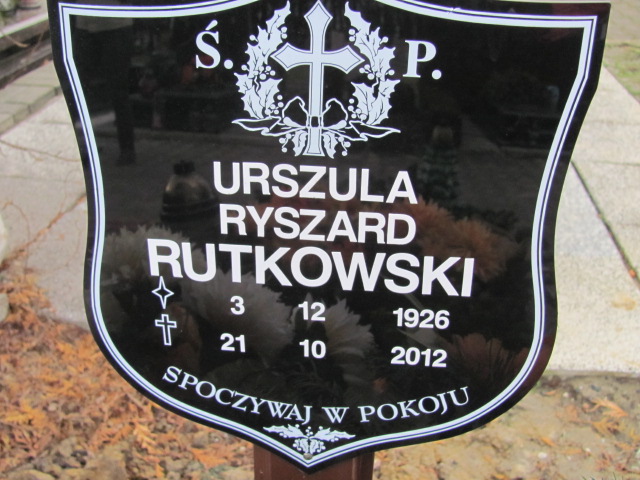 Ś. P.
URSZULA
RYSZARD
RUTKOWSKI
3 12 1926
21 10 2012
SPOCZYWAJ W POKOJU